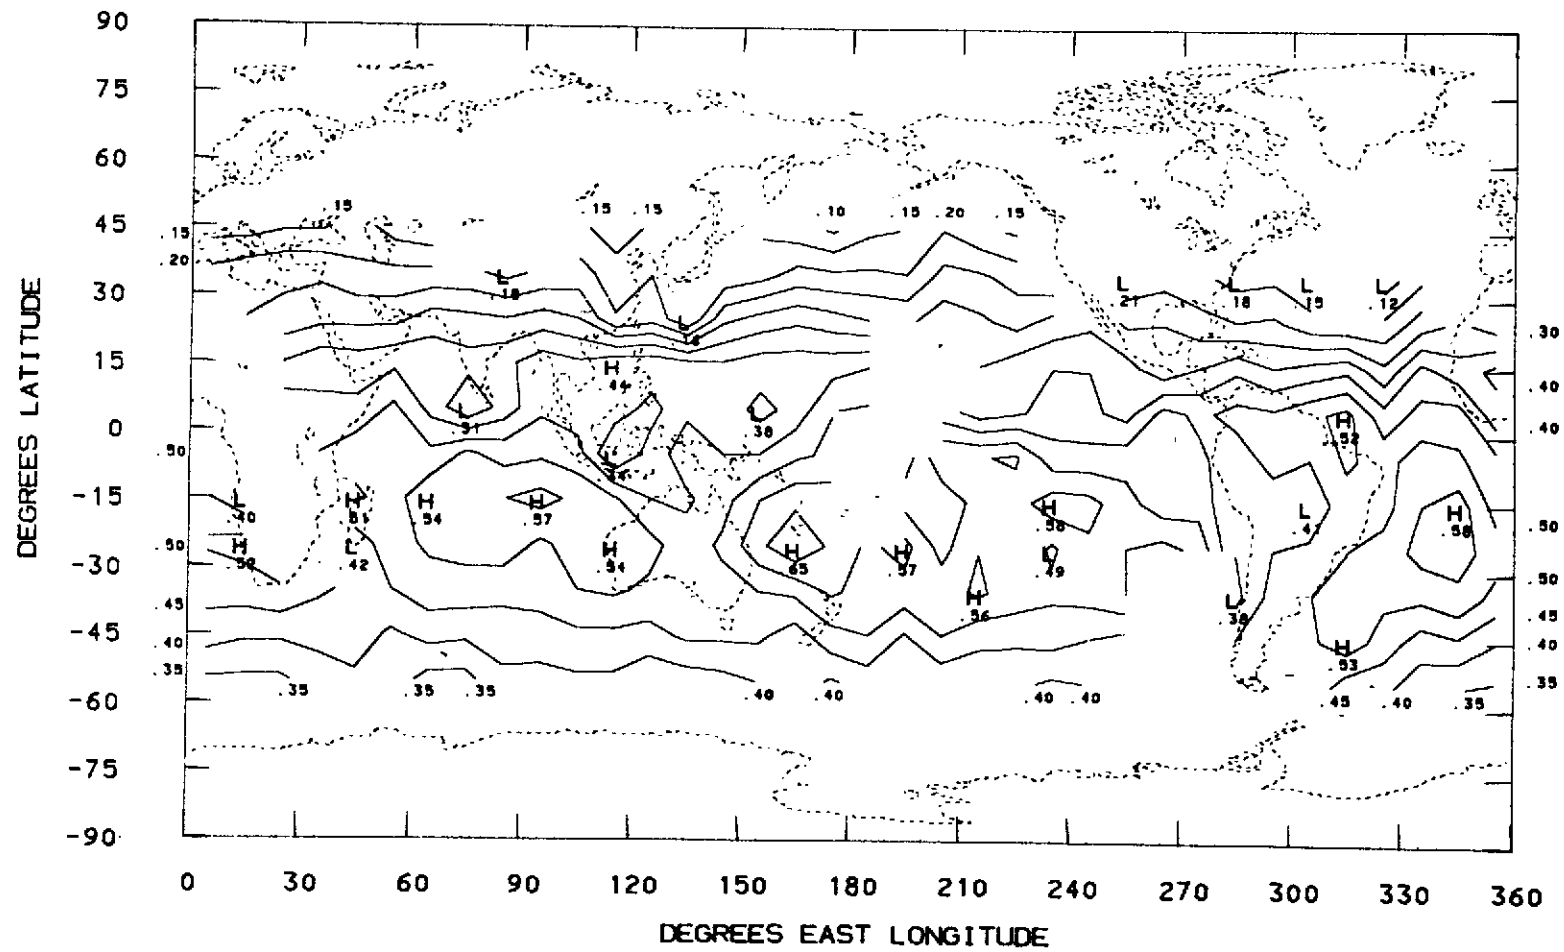 90
75
60
45
30
15
0
-15
-30
-45
-60
-75
-90
DEGREES LATITUDE
.15 .15 .15 .10 .15 .20 .15
.15
.20
L L L L L
.18 .21 .18 .15 .12
L
.30
H
.44
.40
L L H
.31 .38 .52
.40
.50
L
H H H H L H
.40 .51 .54 .57 .58 .58
.50
.50
H L H H H L
.42 .54 .65 .57 .49
.50
.45
H L
.56 .38
.45
.40
H
.53
.40
.35
.35 .35 .35 .40 .40 .40 .40 .45 .40 .35
.35
0 30 60 90 120 150 180 210 240 270 300 330 360
DEGREES EAST LONGITUDE